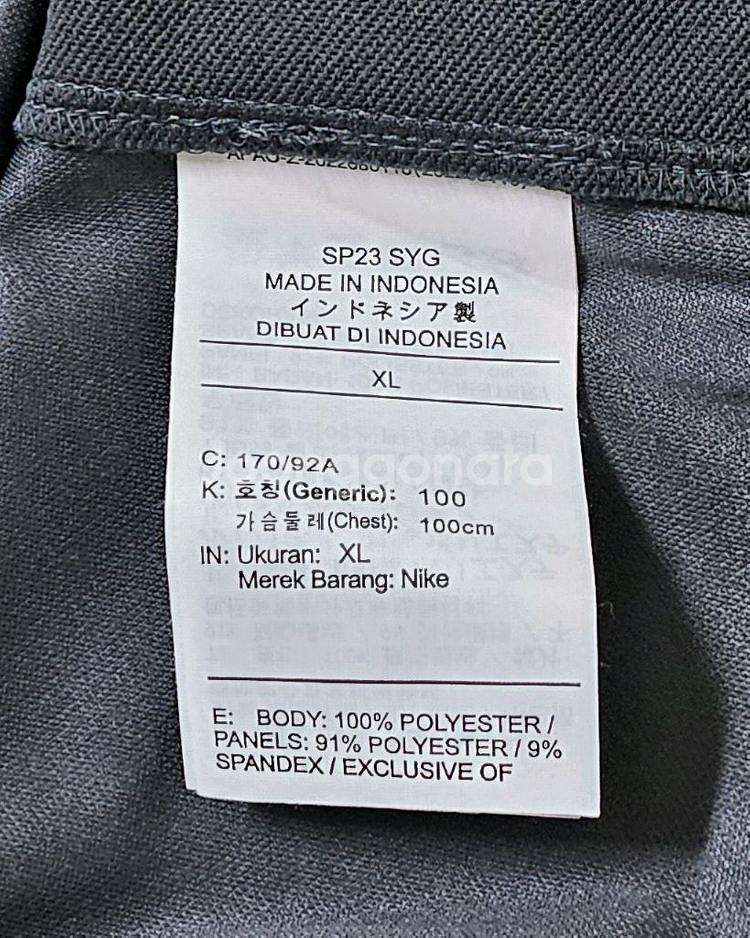 SP23 SYG
MADE IN INDONESIA
インドネシア製
DIBUAT DI INDONESIA
XL
C: 170/92A
K: 호칭(Generic): 100
가슴둘레(Chest): 100cm
IN: Ukuran: XL
Merek Barang: Nike
E: BODY: 100% POLYESTER /
PANELS: 91% POLYESTER / 9%
SPANDEX / EXCLUSIVE OF